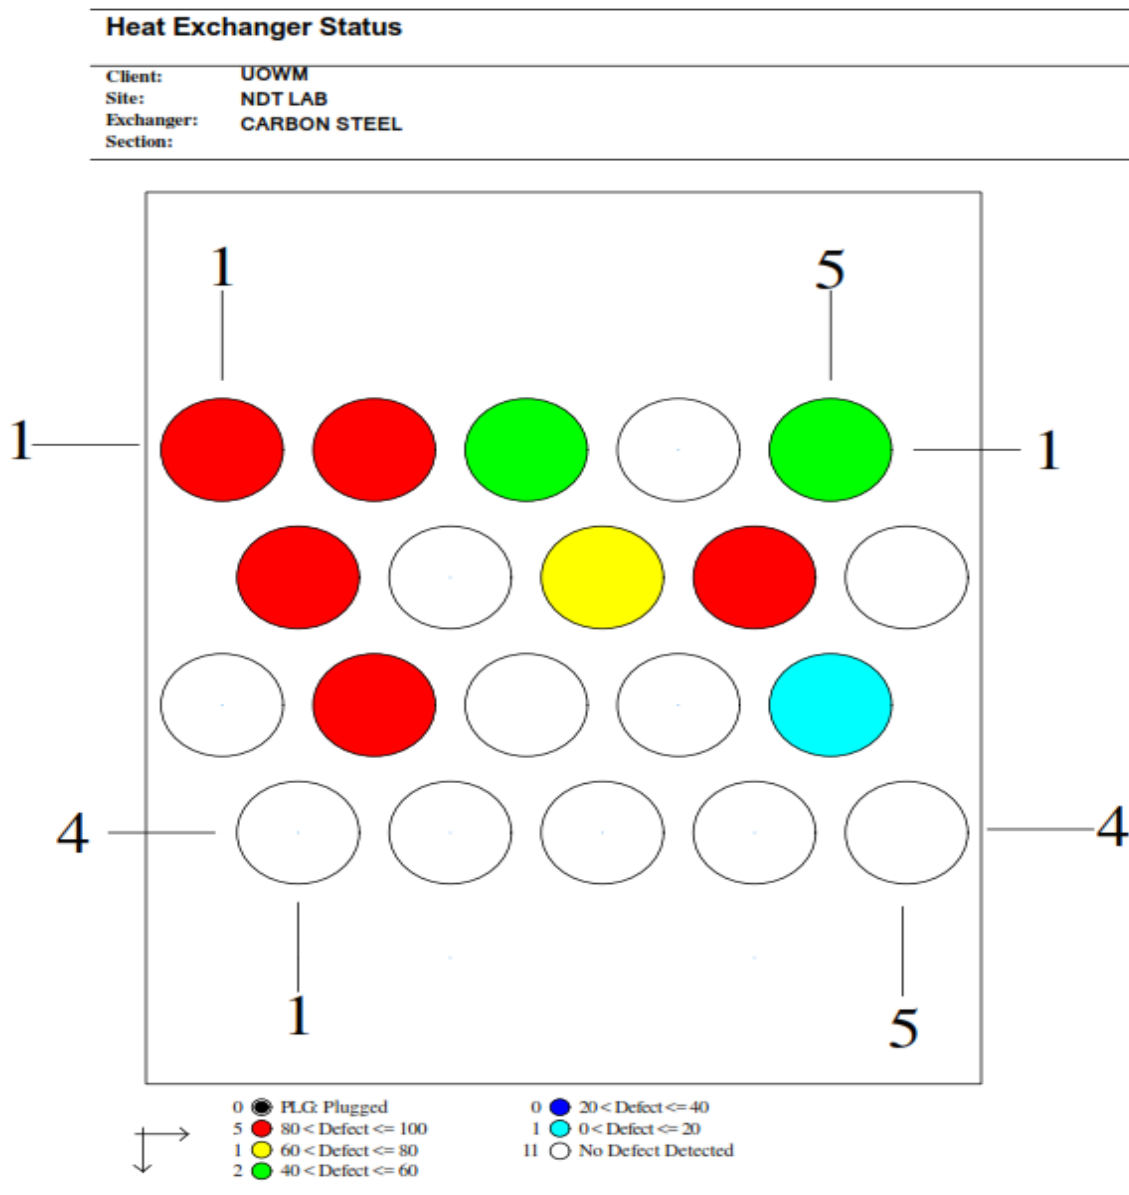 Heat Exchanger Status
Client: UOWM
Site: NDT LAB
Exchanger: CARBON STEEL
Section:
1 5
1 1
4 4
1 5
0 PLG: Plugged 0 20 < Defect <= 40
5 80 < Defect <= 100 1 0 < Defect <= 20
1 60 < Defect <= 80 11 No Defect Detected
2 40 < Defect <= 60